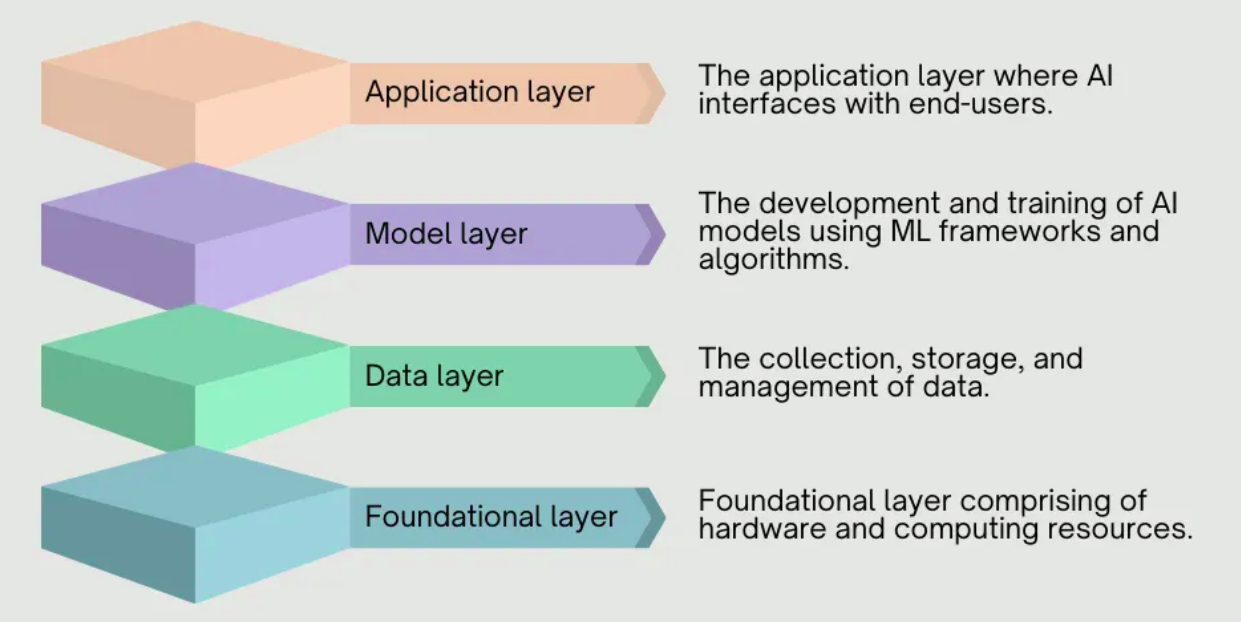 Application layer
The application layer where AI
interfaces with end-users.
Model layer
The development and training of AI
models using ML frameworks and
algorithms.
Data layer
The collection, storage, and
management of data.
Foundational layer
Foundational layer comprising of
hardware and computing resources.